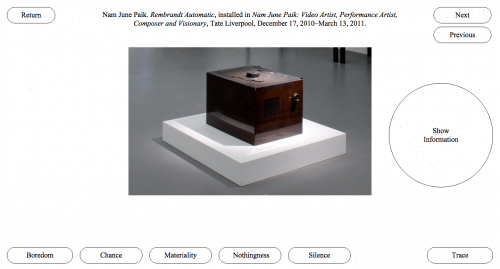 Return
Nam June Paik. Rembrandt Automatic, installed in Nam June Paik: Video Artist, Performance Artist,
Composer and Visionary, Tate Liverpool, December 17, 2010–March 13, 2011.
Next
Previous
Show
Information
Boredom
Chance
Materiality
Nothingness
Silence
Trace